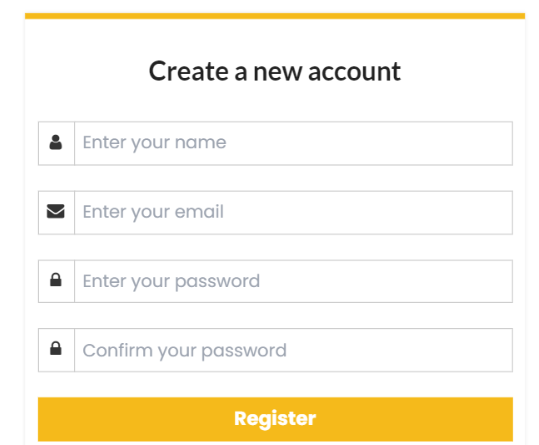 Create a new account
Enter your name
Enter your email
Enter your password
Confirm your password
Register